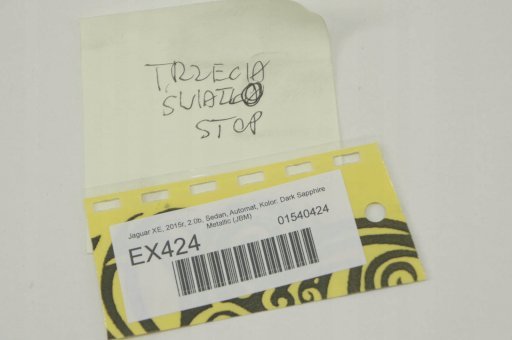 TRZECIA
ŚWIATŁO
STOP
Jaguar XE, 2015r, 2.0b, Sedan, Automat, Kolor: Dark Sapphire
Metallic (JBM)
EX424
01540424